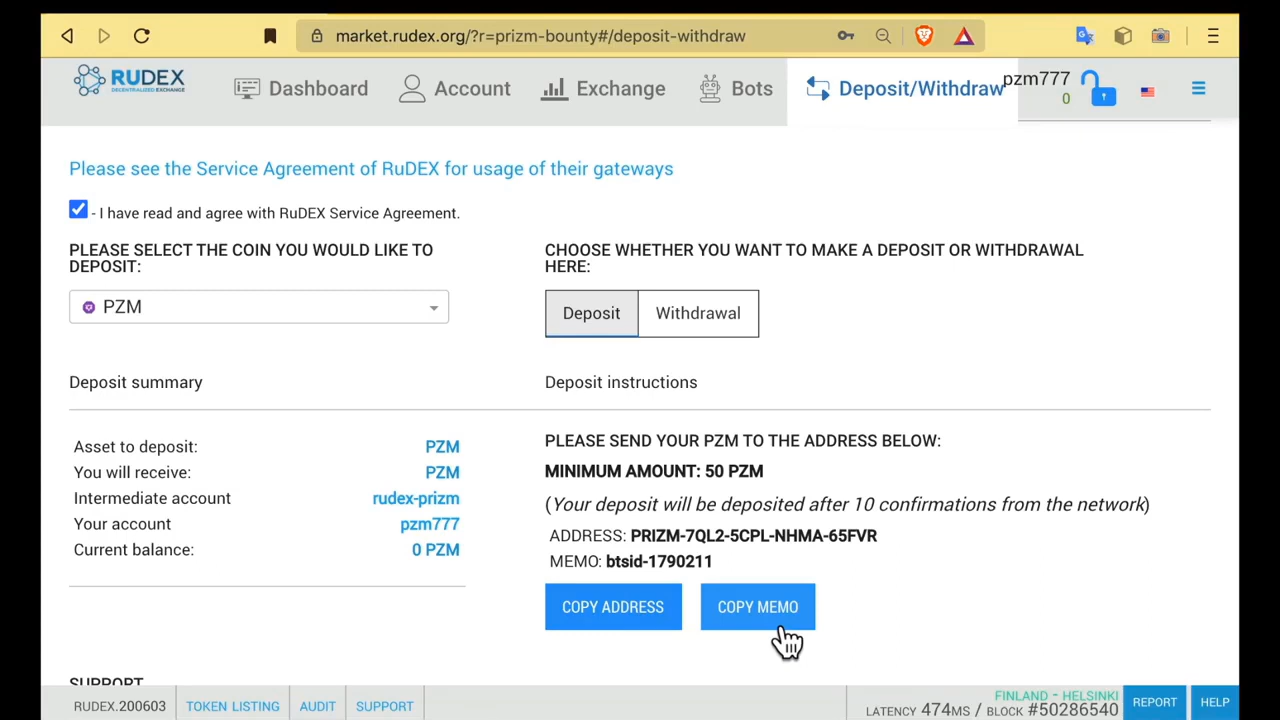 market.rudex.org/?r=prizm-bounty#/deposit-withdraw
RUDEX
DECENTRALIZED EXCHANGE
Dashboard
Account
Exchange
Bots
Deposit/Withdraw
pzm777
0
Please see the Service Agreement of RuDEX for usage of their gateways
- I have read and agree with RuDEX Service Agreement.
PLEASE SELECT THE COIN YOU WOULD LIKE TO
DEPOSIT:
PZM
CHOOSE WHETHER YOU WANT TO MAKE A DEPOSIT OR WITHDRAWAL
HERE:
Deposit
Withdrawal
Deposit summary
Asset to deposit: PZM
You will receive: PZM
Intermediate account rudex-prizm
Your account pzm777
Current balance: 0 PZM
Deposit instructions
PLEASE SEND YOUR PZM TO THE ADDRESS BELOW:
MINIMUM AMOUNT: 50 PZM
(Your deposit will be deposited after 10 confirmations from the network)
ADDRESS: PRIZM-7QL2-5CPL-NHMA-65FVR
MEMO: btsid-1790211
COPY ADDRESS
COPY MEMO
SUPPORT
RUDEX.200603
TOKEN LISTING
AUDIT
SUPPORT
FINLAND - HELSINKI
LATENCY 474MS / BLOCK #50286540
REPORT
HELP